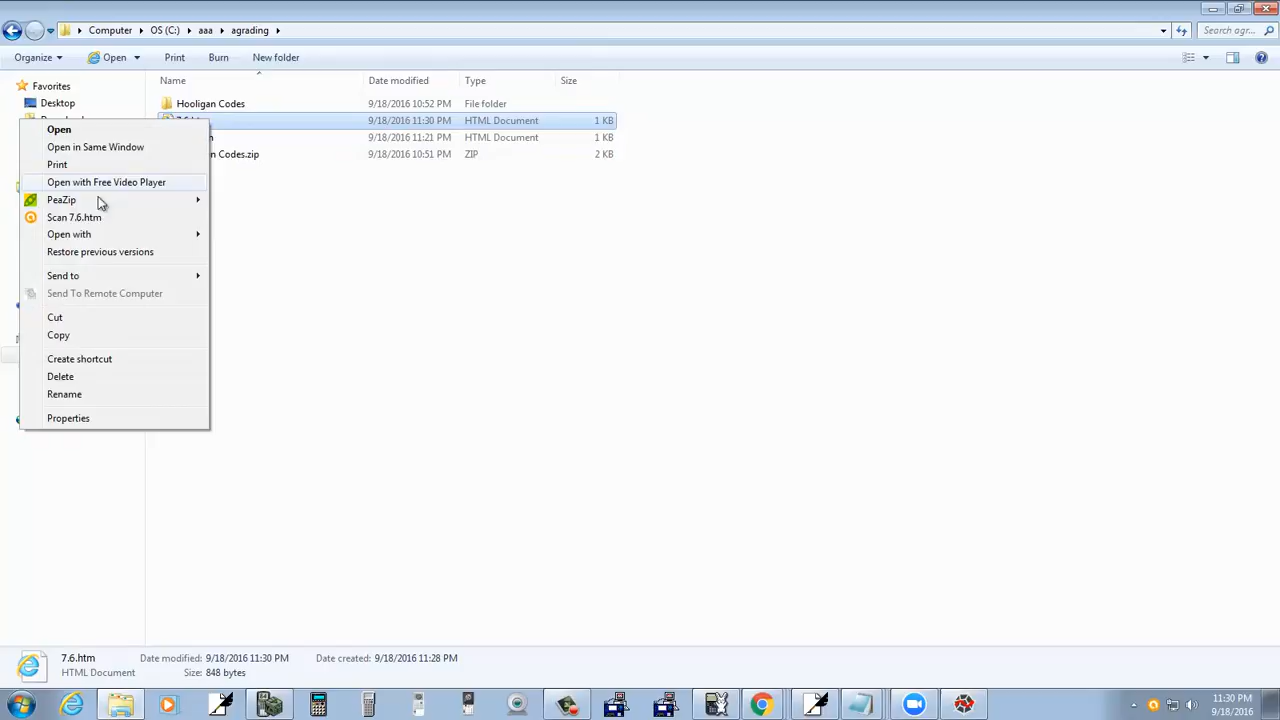 Computer OS (C:) aaa agrading Search agr...
Organize Open Print Burn New folder
Favorites Name Date modified Type Size
Desktop Hooligan Codes 9/18/2016 10:52 PM File folder
9/18/2016 11:30 PM HTML Document 1 KB
9/18/2016 11:21 PM HTML Document 1 KB
n Codes.zip 9/18/2016 10:51 PM ZIP 2 KB
Open
Open in Same Window
Print
Open with Free Video Player
PeaZip
Scan 7.6.htm
Open with
Restore previous versions
Send to
Send To Remote Computer
Cut
Copy
Create shortcut
Delete
Rename
Properties
7.6.htm Date modified: 9/18/2016 11:30 PM Date created: 9/18/2016 11:28 PM
HTML Document Size: 848 bytes
11:30 PM
9/18/2016